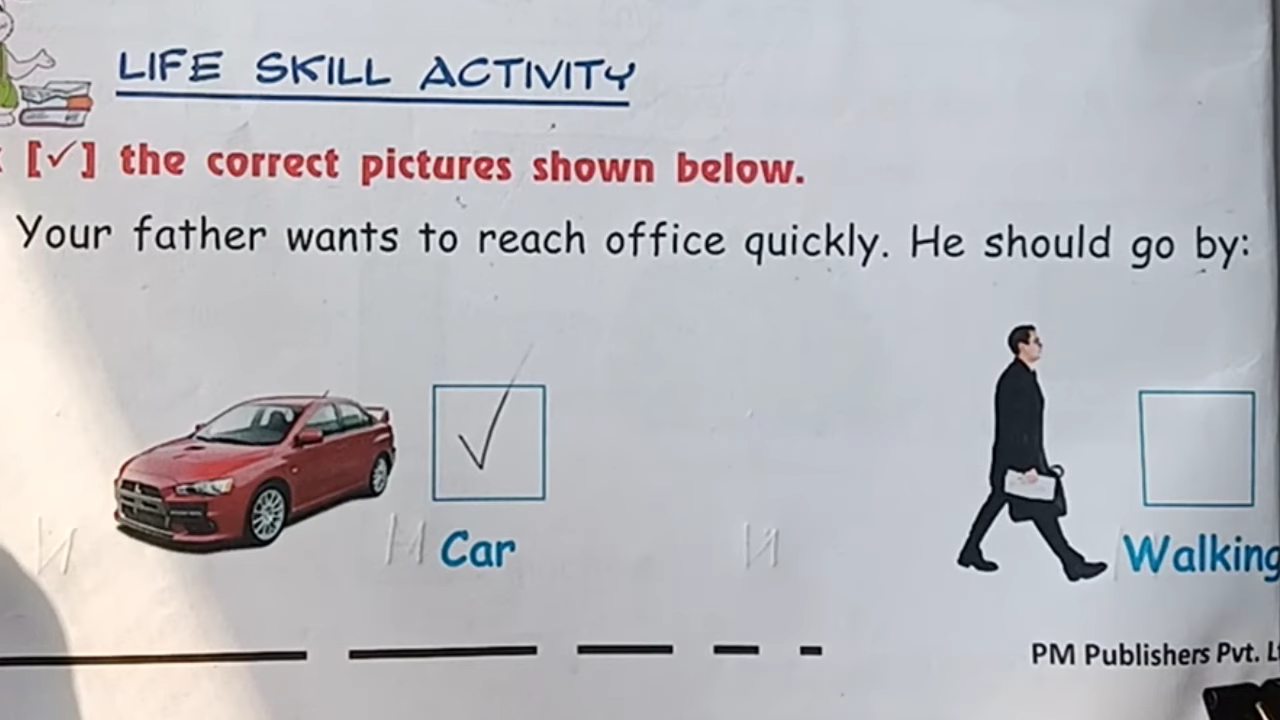 LIFE SKILL ACTIVITY
[✓] the correct pictures shown below.
Your father wants to reach office quickly. He should go by:
✓
Car
Walking
PM Publishers Pvt.